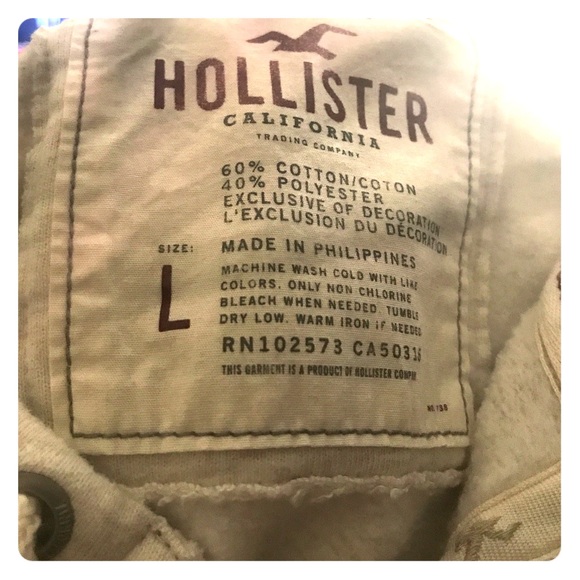 HOLLISTER
CALIFORNIA
TRADING COMPANY
60% COTTON/COTON
40% POLYESTER
EXCLUSIVE OF DECORATION
L'EXCLUSION DU DÉCORATION
SIZE:
L
MADE IN PHILIPPINES
MACHINE WASH COLD WITH LIKE
COLORS. ONLY NON CHLORINE
BLEACH WHEN NEEDED. TUMBLE
DRY LOW. WARM IRON IF NEEDED
RN102573
THIS GARMENT IS A PRODUCT OF HOLLISTER